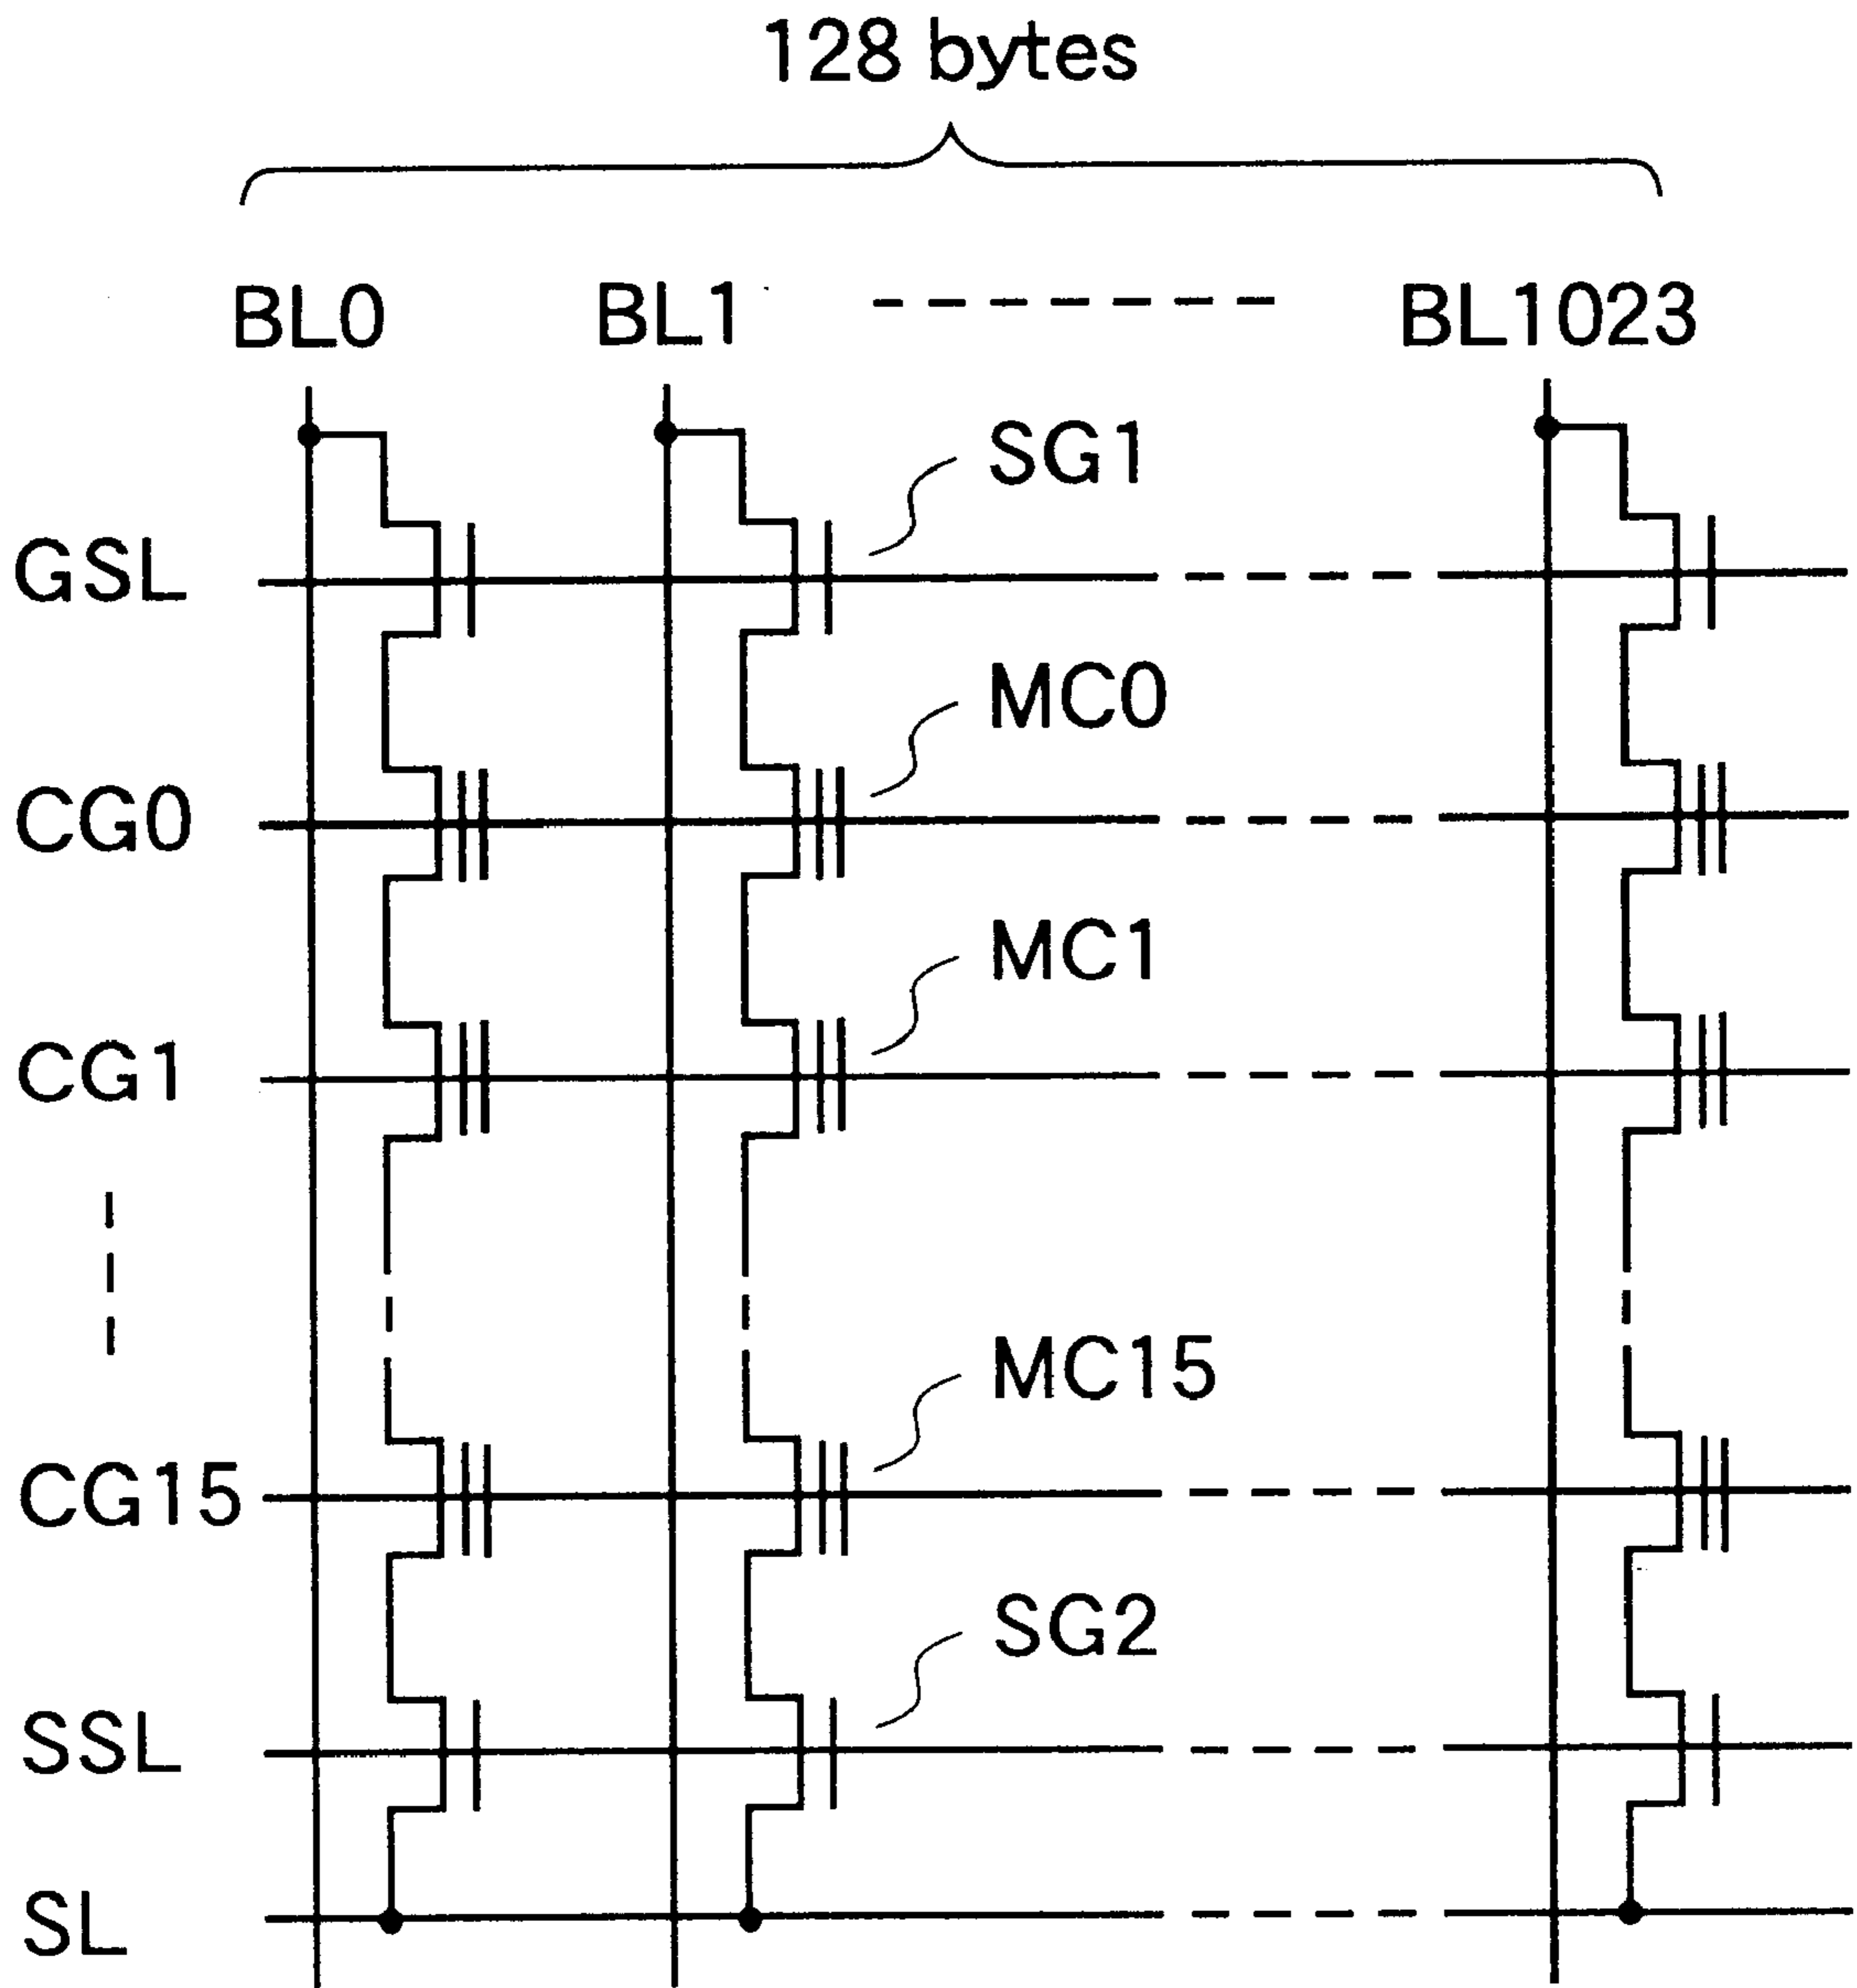 128 bytes
BL0 BL1 BL1023
SG1
GSL
MC0
CG0
MC1
CG1
MC15
CG15
SG2
SSL
SL